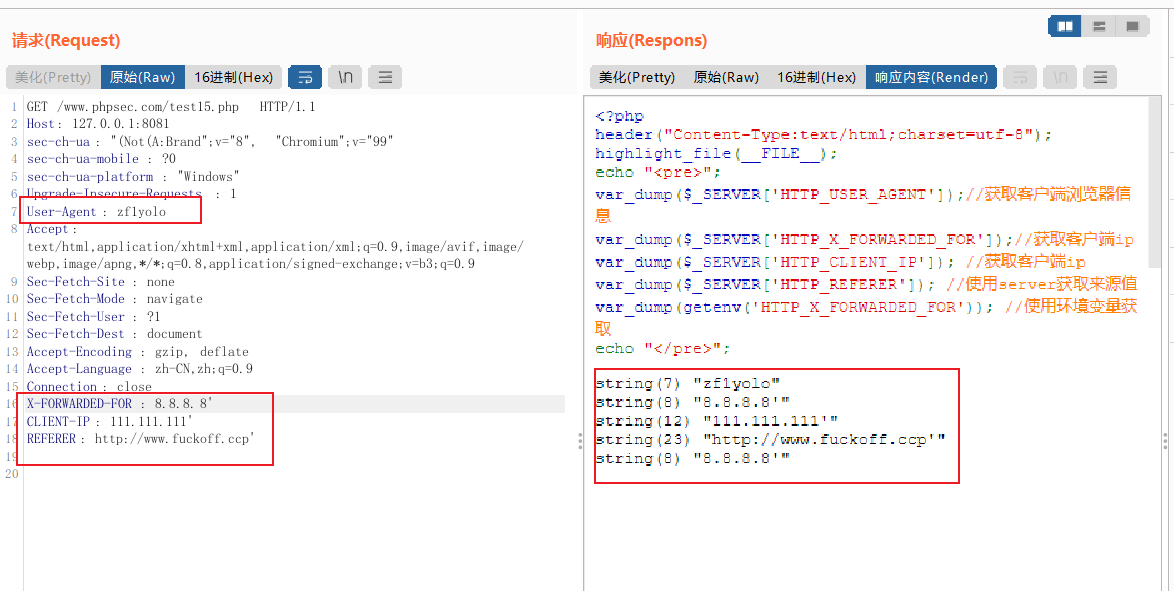 请求(Request)
美化(Pretty) 原始(Raw) 16进制(Hex) \n
1 GET /www.phpsec.com/test15.php HTTP/1.1
2 Host: 127.0.0.1:8081
3 sec-ch-ua : "(Not(A:Brand";v="8", "Chromium";v="99"
4 sec-ch-ua-mobile : ?0
5 sec-ch-ua-platform : "Windows"
6 Upgrade-Insecure-Requests : 1
7 User-Agent : zf1yolo
8 Accept :
text/html,application/xhtml+xml,application/xml;q=0.9,image/avif,image/
webp,image/apng,*/*;q=0.8,application/signed-exchange;v=b3;q=0.9
9 Sec-Fetch-Site : none
10 Sec-Fetch-Mode : navigate
11 Sec-Fetch-User : ?1
12 Sec-Fetch-Dest : document
13 Accept-Encoding : gzip, deflate
14 Accept-Language : zh-CN,zh;q=0.9
15 Connection : close
16 X-FORWARDED-FOR : 8.8.8.8'
17 CLIENT-IP : 111.111.111'
18 REFERER : http://www.fuckoff.ccp'
19
20
响应(Respons)
美化(Pretty) 原始(Raw) 16进制(Hex) 响应内容(Render) \n
<?php
header("Content-Type:text/html;charset=utf-8");
highlight_file(__FILE__);
echo "<pre>";
var_dump($_SERVER['HTTP_USER_AGENT']);//获取客户端浏览器信
息
var_dump($_SERVER['HTTP_X_FORWARDED_FOR']);//获取客户端ip
var_dump($_SERVER['HTTP_CLIENT_IP']); //获取客户端ip
var_dump($_SERVER['HTTP_REFERER']); //使用server获取来源值
var_dump(getenv('HTTP_X_FORWARDED_FOR')); //使用环境变量获
取
echo "</pre>";
string(7) "zf1yolo"
string(8) "8.8.8.8'"
string(12) "111.111.111'"
string(23) "http://www.fuckoff.ccp'"
string(8) "8.8.8.8'"